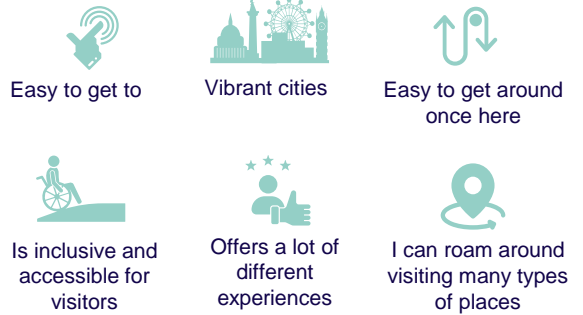 Easy to get to
Vibrant cities
Easy to get around
once here
Is inclusive and
accessible for
visitors
Offers a lot of
different
experiences
I can roam around
visiting many types
of places